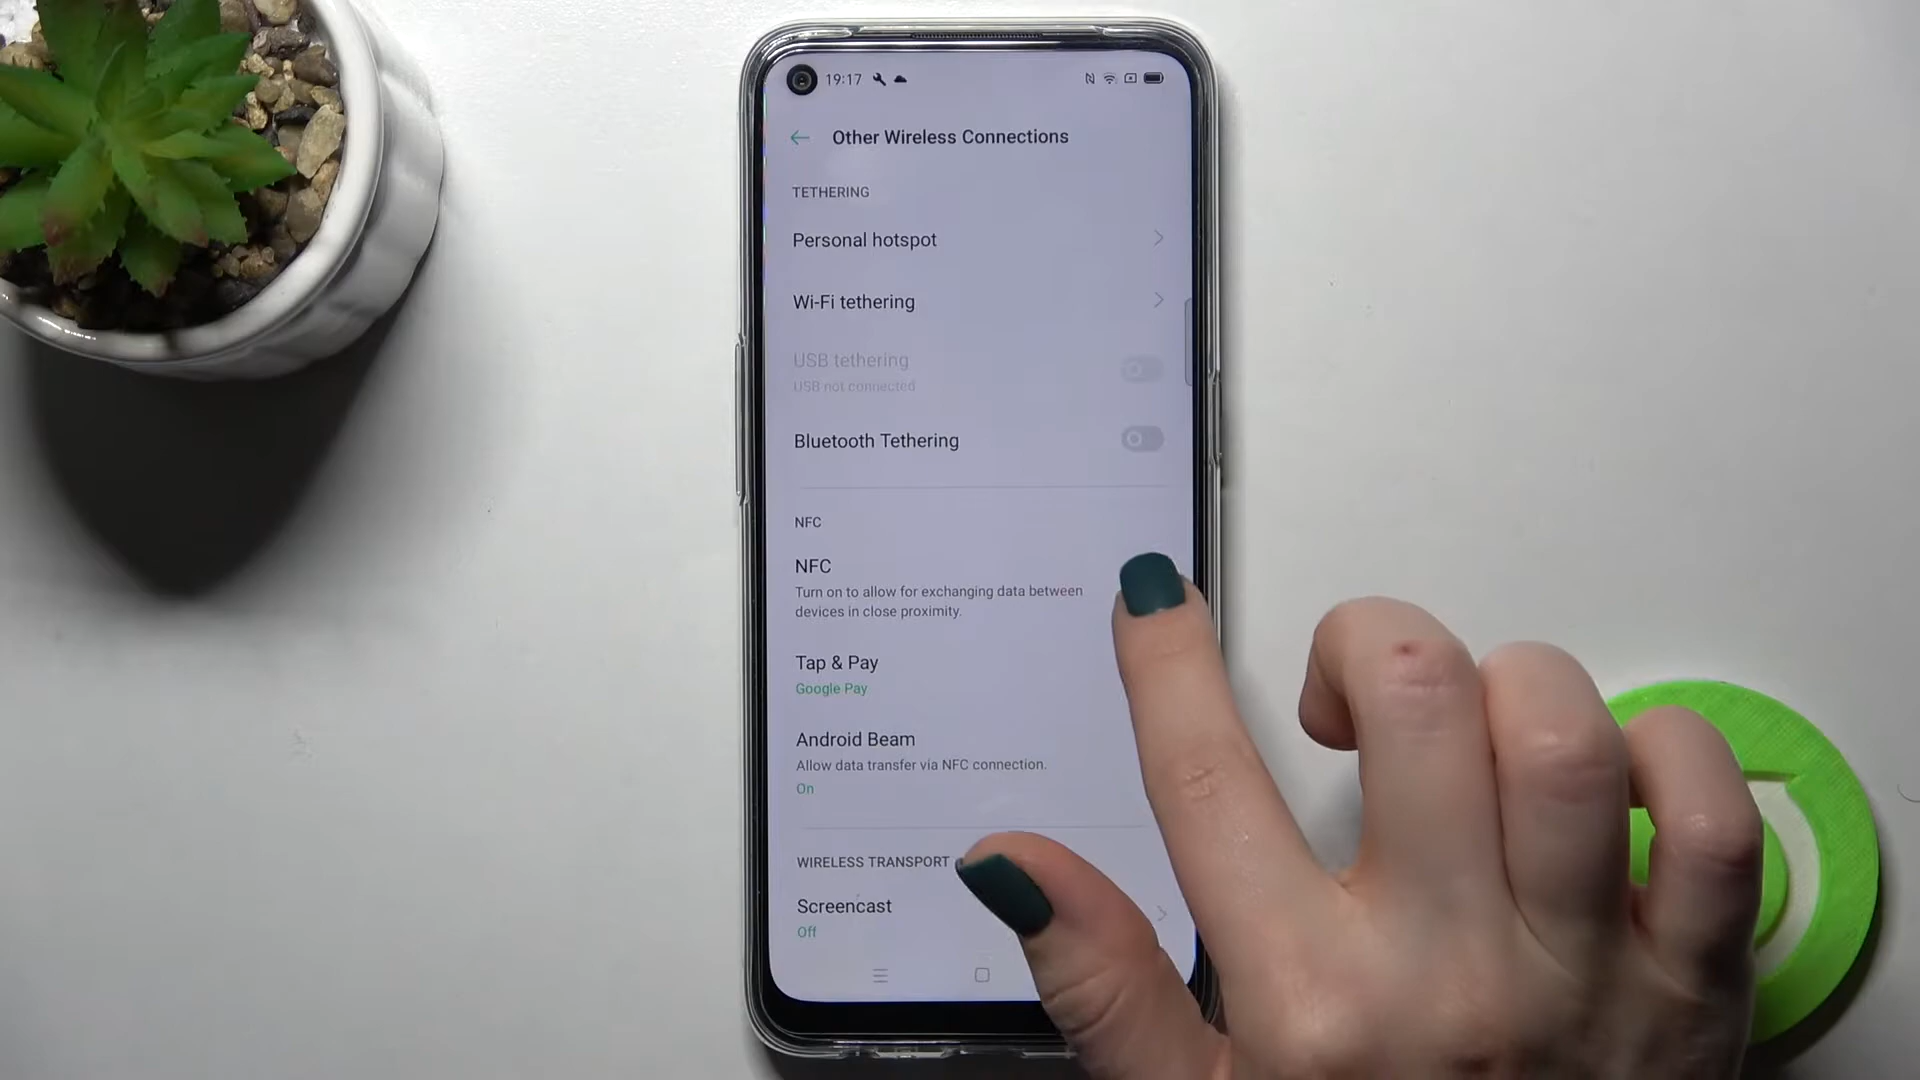 19:17
Other Wireless Connections
TETHERING
Personal hotspot
Wi-Fi tethering
USB tethering
USB not connected
Bluetooth Tethering
NFC
NFC
Turn on to allow for exchanging data between
devices in close proximity.
Tap & Pay
Google Pay
Android Beam
Allow data transfer via NFC connection.
On
WIRELESS TRANSPORT
Screencast
Off